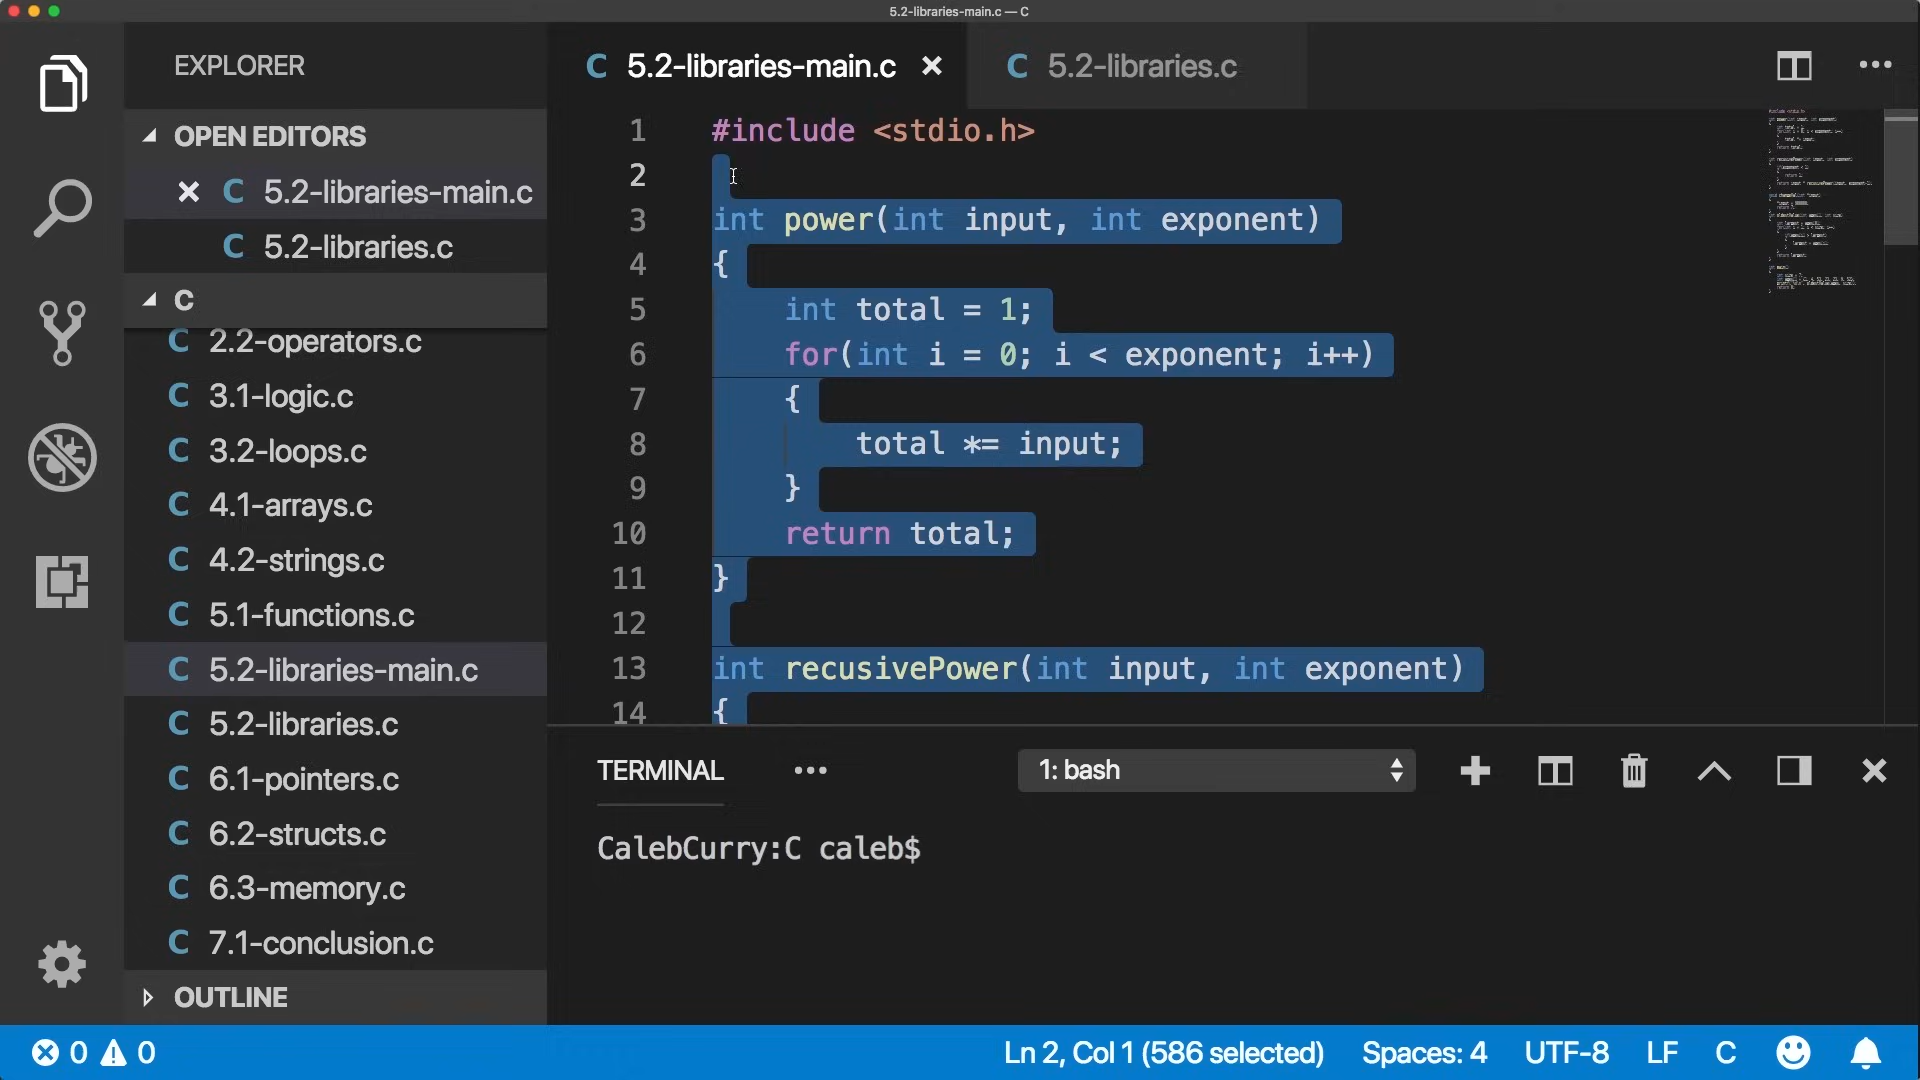 5.2-libraries-main.c — C
EXPLORER
OPEN EDITORS
C 5.2-libraries-main.c
C 5.2-libraries.c
C
C 2.2-operators.c
C 3.1-logic.c
C 3.2-loops.c
C 4.1-arrays.c
C 4.2-strings.c
C 5.1-functions.c
C 5.2-libraries-main.c
C 5.2-libraries.c
C 6.1-pointers.c
C 6.2-structs.c
C 6.3-memory.c
C 7.1-conclusion.c
OUTLINE
C 5.2-libraries-main.c
C 5.2-libraries.c
1 #include <stdio.h>
2
3 int power(int input, int exponent)
4 {
5 int total = 1;
6 for(int i = 0; i < exponent; i++)
7 {
8 total *= input;
9 }
10 return total;
11 }
12
13 int recusivePower(int input, int exponent)
14 {
TERMINAL
1: bash
CalebCurry:C caleb$
0 0
Ln 2, Col 1 (586 selected) Spaces: 4 UTF-8 LF C